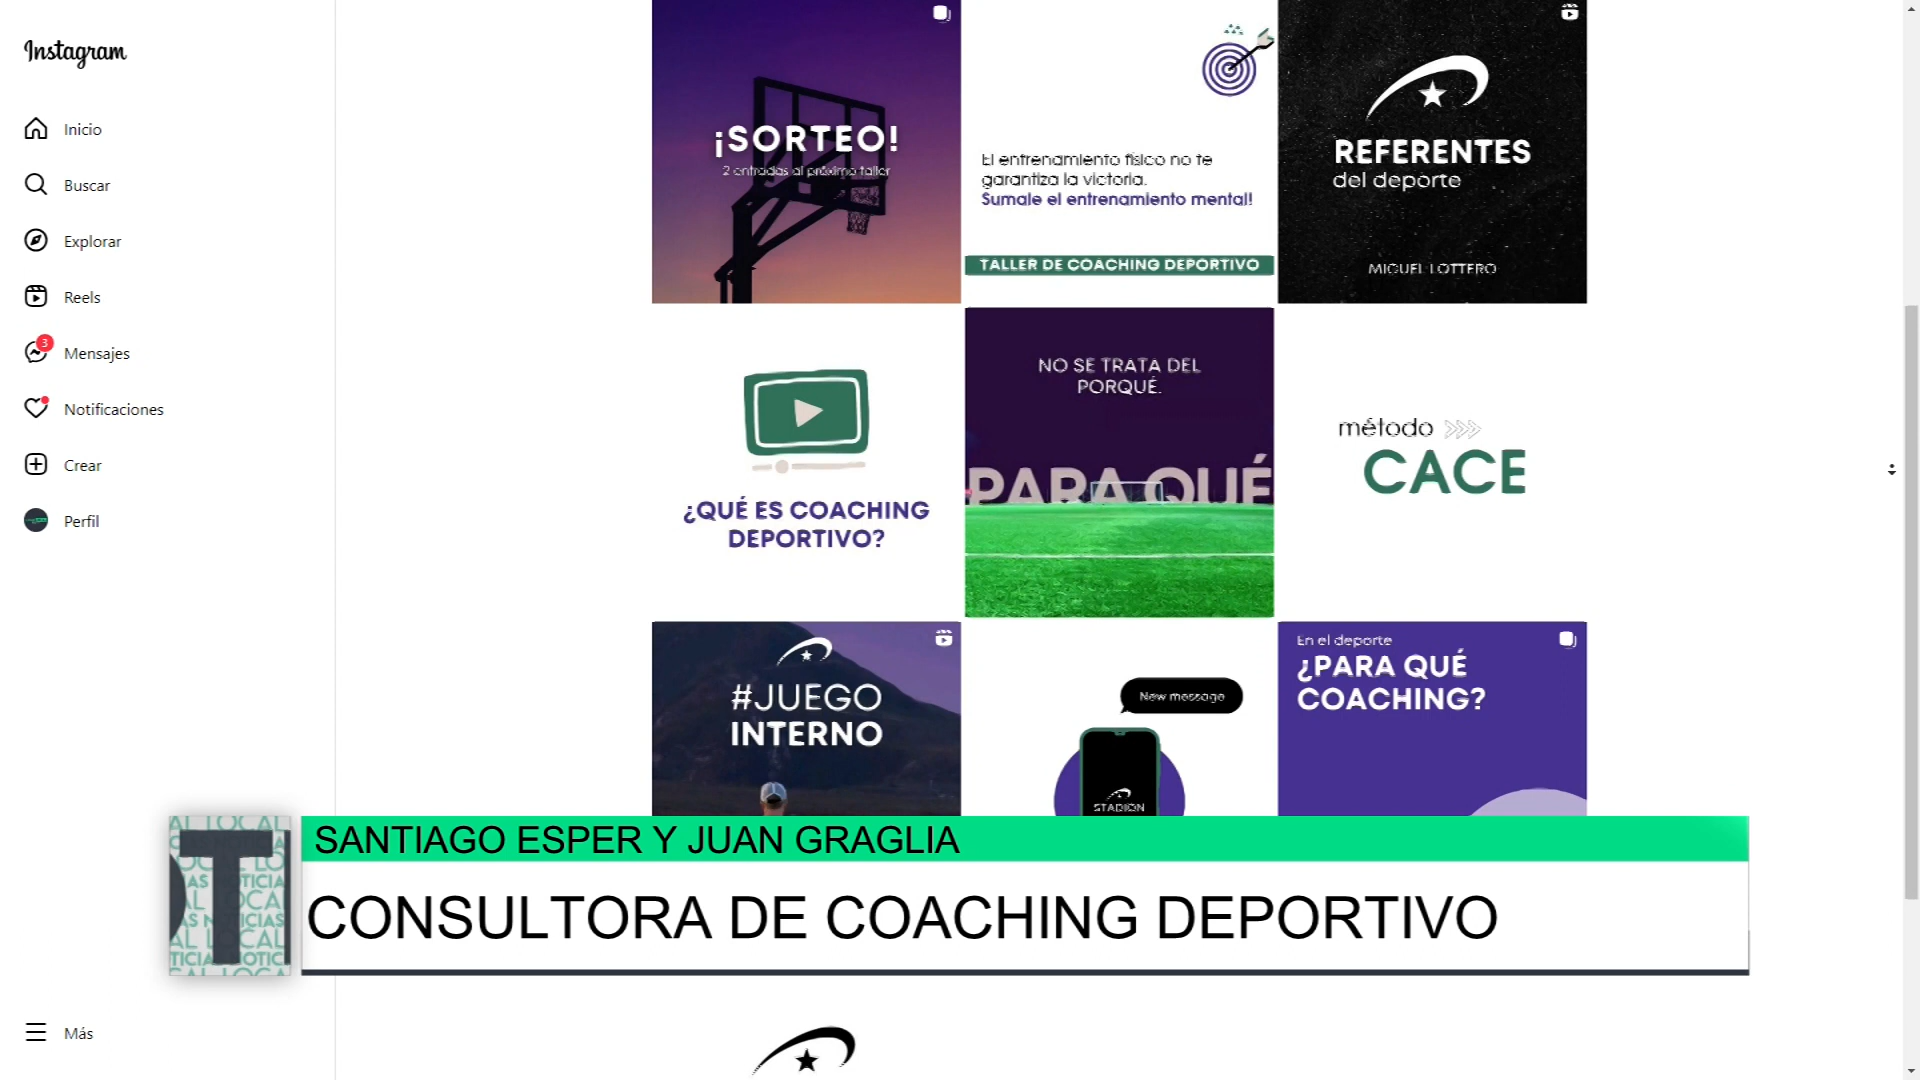 Instagram
Inicio
Buscar
Explorar
Reels
3
Mensajes
Notificaciones
Crear
Perfil
Más
¡SORTEO!
2 entradas al próximo taller
El entrenamiento físico no te
garantiza la victoria.
Sumale el entrenamiento mental!
TALLER DE COACHING DEPORTIVO
REFERENTES
del deporte
MIGUEL LOTTERO
¿QUÉ ES COACHING
DEPORTIVO?
NO SE TRATA DEL
PORQUÉ.
PARA QUÉ
método
CACE
#JUEGO
INTERNO
New message
STADION
En el deporte
¿PARA QUÉ
COACHING?
SANTIAGO ESPER Y JUAN GRAGLIA
CONSULTORA DE COACHING DEPORTIVO